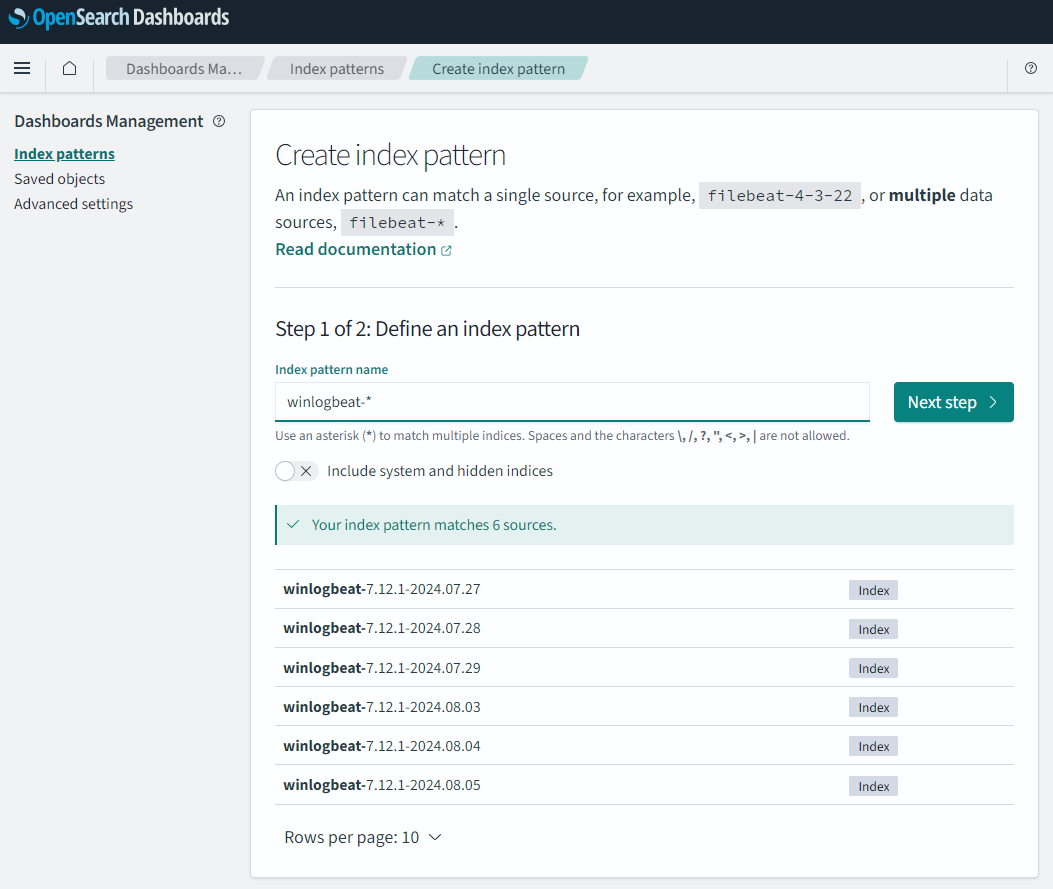 OpenSearch Dashboards
Dashboards Ma...
Index patterns
Create index pattern
Dashboards Management
Index patterns
Saved objects
Advanced settings
Create index pattern
An index pattern can match a single source, for example, filebeat-4-3-22 , or multiple data
sources, filebeat-* .
Read documentation
Step 1 of 2: Define an index pattern
Index pattern name
winlogbeat-*
Next step
Use an asterisk (*) to match multiple indices. Spaces and the characters \, /, ?, ", <, >, | are not allowed.
Include system and hidden indices
Your index pattern matches 6 sources.
winlogbeat-7.12.1-2024.07.27 Index
winlogbeat-7.12.1-2024.07.28 Index
winlogbeat-7.12.1-2024.07.29 Index
winlogbeat-7.12.1-2024.08.03 Index
winlogbeat-7.12.1-2024.08.04 Index
winlogbeat-7.12.1-2024.08.05 Index
Rows per page: 10